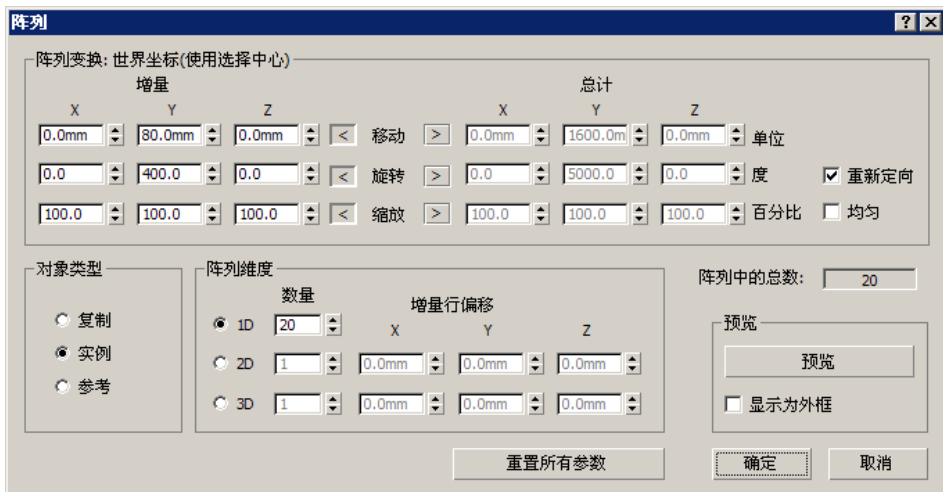 阵列
阵列变换: 世界坐标(使用选择中心)
增量 总计
X Y Z X Y Z
0.0mm 80.0mm 0.0mm < 移动 > 0.0mm 1600.0m 0.0mm 单位
0.0 400.0 0.0 < 旋转 > 0.0 5000.0 0.0 度 重新定向
100.0 100.0 100.0 < 缩放 > 100.0 100.0 100.0 百分比 均匀
对象类型
复制
实例
参考
阵列维度
数量 增量行偏移
X Y Z
1D 20
2D 1 0.0mm 0.0mm 0.0mm
3D 1 0.0mm 0.0mm 0.0mm
阵列中的总数: 20
预览
预览
显示为外框
重置所有参数 确定 取消